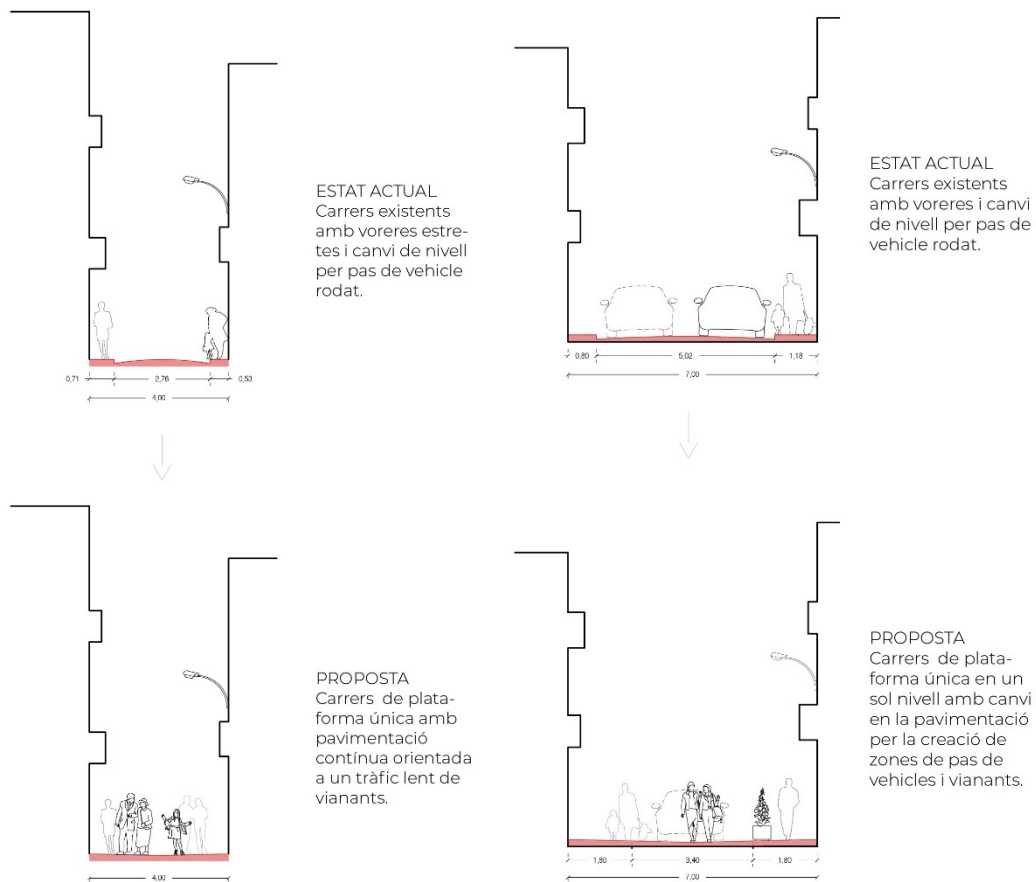 ESTAT ACTUAL
Carrers existents
amb voreres estre-
tes i canvi de nivell
per pas de vehicle
rodat.
0,71 2,76 0,53
4,00
ESTAT ACTUAL
Carrers existents
amb voreres i canvi
de nivell per pas de
vehicle rodat.
0,80 5,02 1,18
7,00
PROPOSTA
Carrers de plata-
forma única amb
pavimentació
contínua orientada
a un tràfic lent de
vianants.
4,00
PROPOSTA
Carrers de plata-
forma única en un
sol nivell amb canvi
en la pavimentació
per la creació de
zones de pas de
vehicles i vianants.
1,80 3,40 1,80
7,00